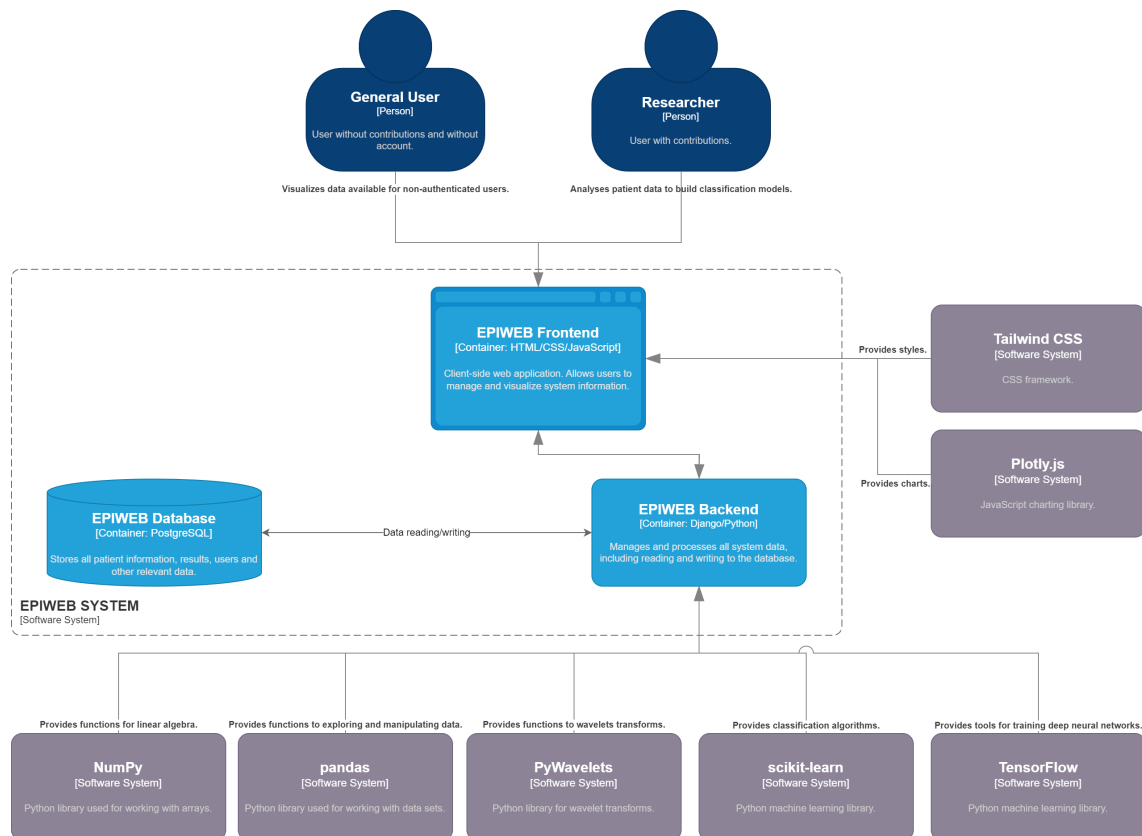 General User
[Person]
User without contributions and without
account.
Researcher
[Person]
User with contributions.
Visualizes data available for non-authenticated users.
Analyses patient data to build classification models.
EPIWEB Frontend
[Container: HTML/CSS/JavaScript]
Client-side web application. Allows users to
manage and visualize system information.
Provides styles.
Tailwind CSS
[Software System]
CSS framework.
Provides charts.
Plotly.js
[Software System]
JavaScript charting library.
EPIWEB Database
[Container: PostgreSQL]
Stores all patient information, results, users and
other relevant data.
Data reading/writing
EPIWEB Backend
[Container: Django/Python]
Manages and processes all system data,
including reading and writing to the database.
EPIWEB SYSTEM
[Software System]
Provides functions for linear algebra.
Provides functions to exploring and manipulating data.
Provides functions to wavelets transforms.
Provides classification algorithms.
Provides tools for training deep neural networks.
NumPy
[Software System]
Python library used for working with arrays.
pandas
[Software System]
Python library used for working with data sets.
PyWavelets
[Software System]
Python library for wavelet transforms.
scikit-learn
[Software System]
Python machine learning library.
TensorFlow
[Software System]
Python machine learning library.